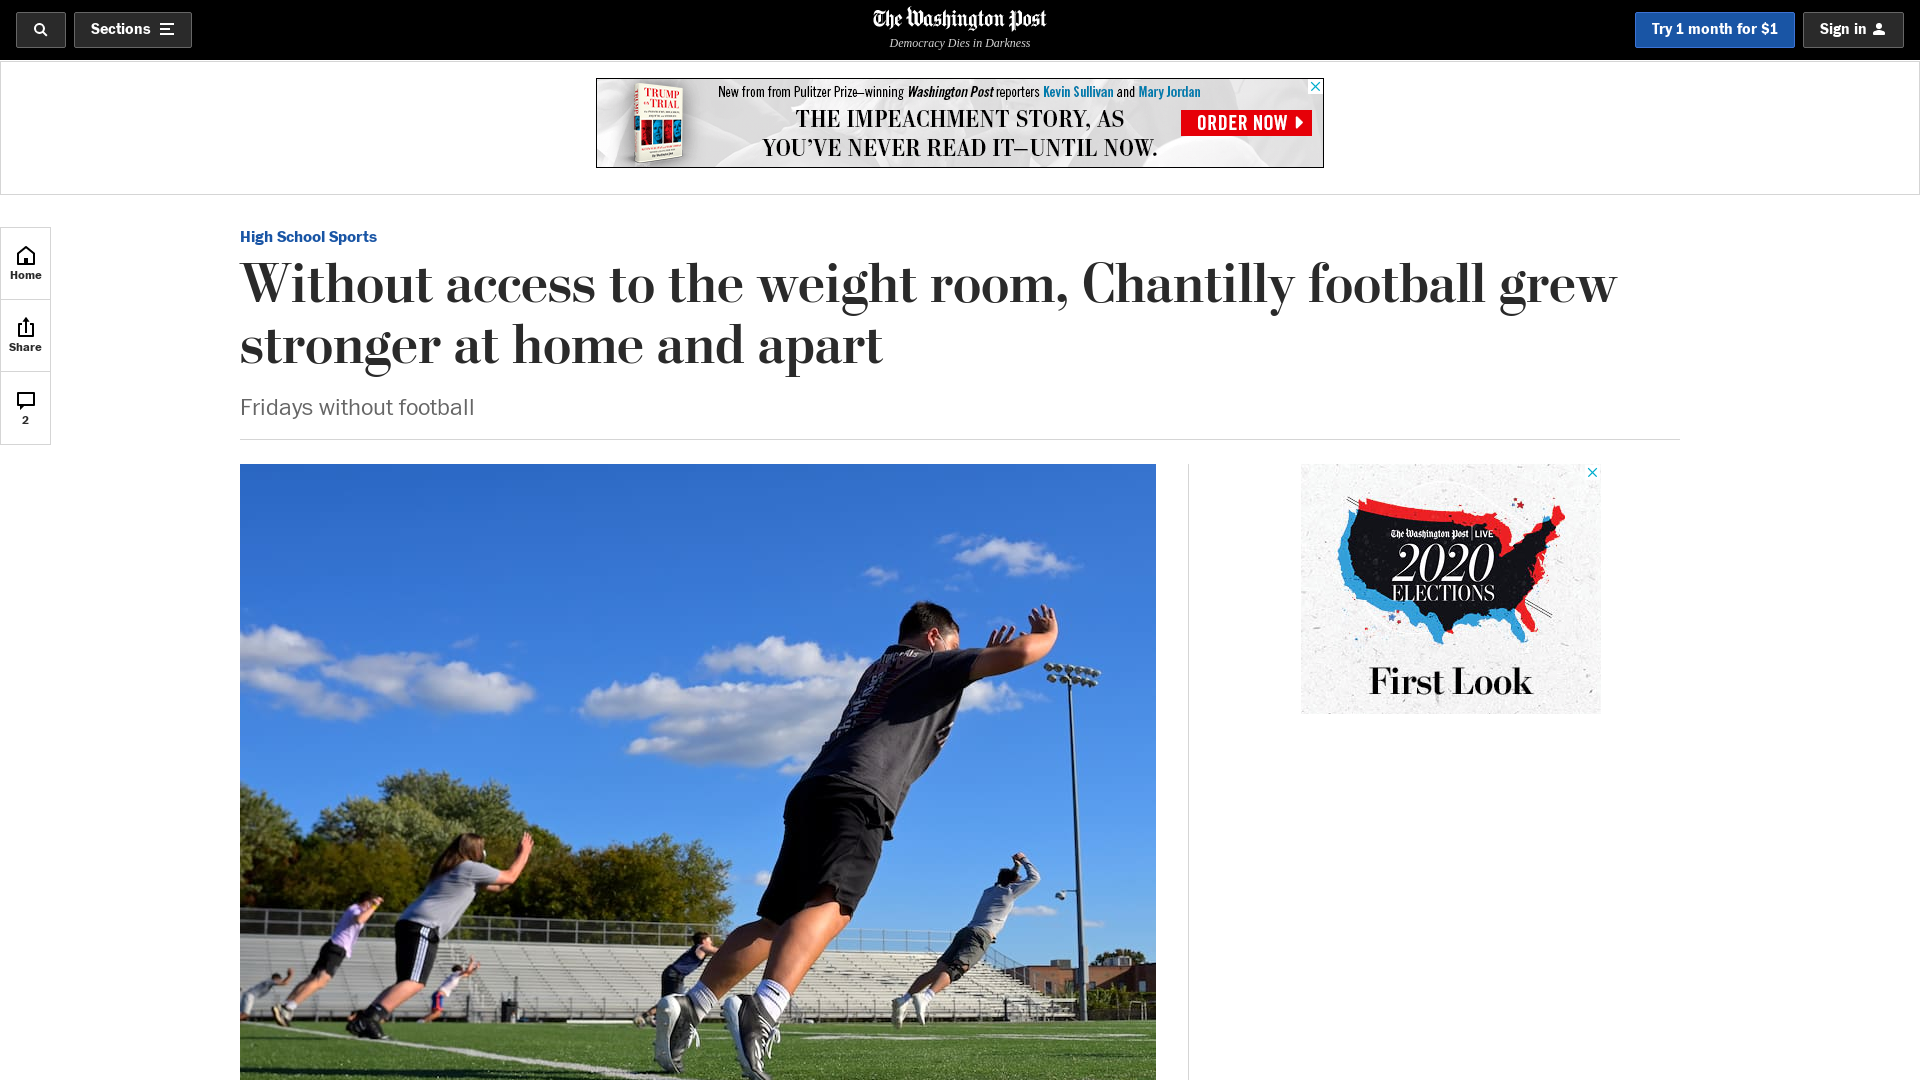 Sections
The Washington Post
Democracy Dies in Darkness
Try 1 month for $1
Sign in
New from from Pulitzer Prize–winning Washington Post reporters Kevin Sullivan and Mary Jordan
TRUMP
ON TRIAL
THE IMPEACHMENT STORY, AS
YOU'VE NEVER READ IT—UNTIL NOW.
ORDER NOW
Home
Share
2
High School Sports
Without access to the weight room, Chantilly football grew
stronger at home and apart
Fridays without football
The Washington Post LIVE
2020
ELECTIONS
First Look